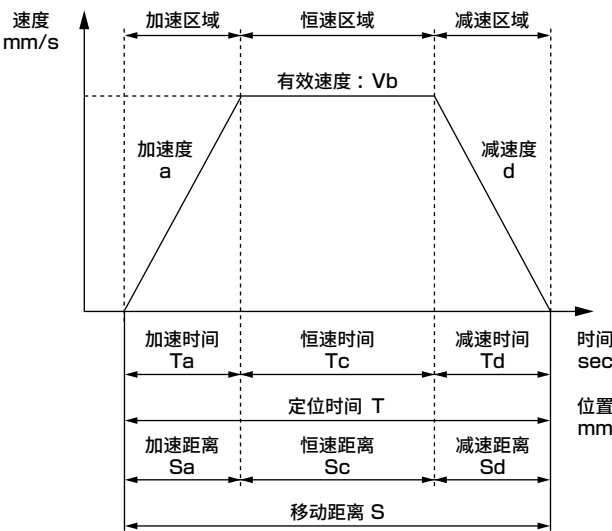 速度
mm/s
加速区域
恒速区域
减速区域
有效速度：Vb
加速度
a
减速度
d
加速时间
Ta
恒速时间
Tc
减速时间
Td
时间
sec
定位时间 T
位置
mm
加速距离
Sa
恒速距离
Sc
减速距离
Sd
移动距离 S